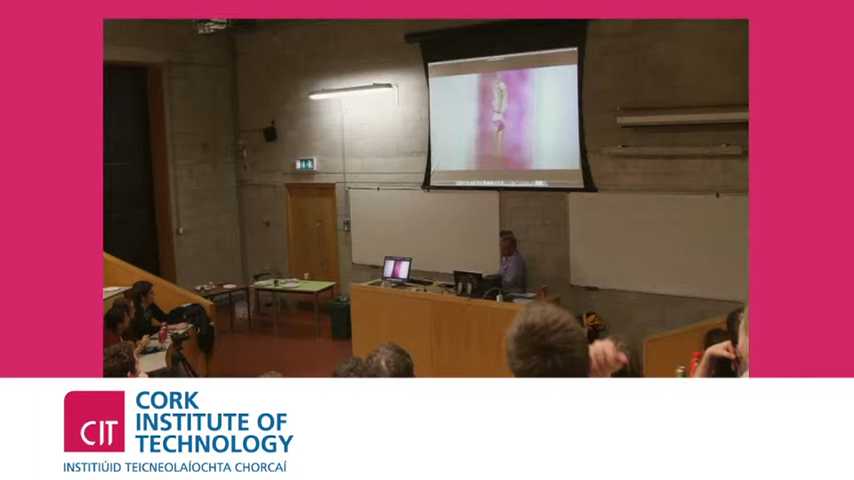 CIT
CORK
INSTITUTE OF
TECHNOLOGY
INSTITIÚID TEICNEOLAÍOCHTA CHORCAÍ